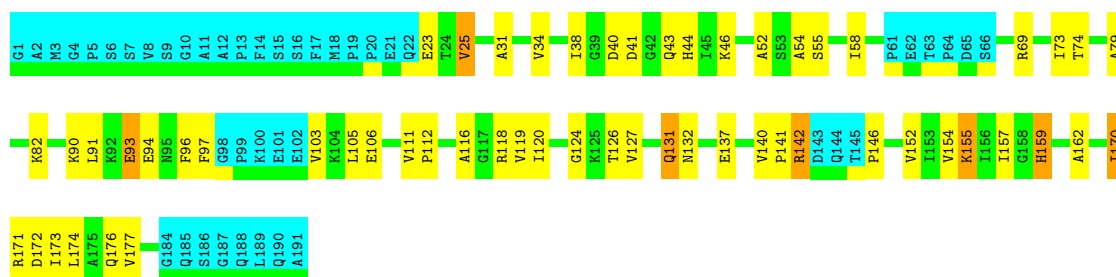 G1 A2 M3 G4 P5 S6 S7 V8 S9 G10 A11 A12 P13 F14 S15 S16 F17 M18 P19 P20 E21 Q22 E23 T24 V25 A31 V34 I38 G39 D40 D41 G42 Q43 H44 I45 K46 A52 S53 A54 S55 I58 P61 E62 T63 P64 D65 S66 R69 I73 T74 A79
K82 K90 L91 K92 E93 E94 N95 F96 F97 G98 P99 K100 E101 E102 V103 K104 L105 E106 V111 P112 A116 G117 R118 V119 I120 G124 K125 T126 V127 Q131 N132 E137 V140 P141 R142 D143 Q144 T145 P146 V152 I153 V154 K155 I156 I157 G158 H159 A162 I170
R171 D172 I173 L174 A175 Q176 V177 G184 Q185 S186 G187 Q188 L189 Q190 A191